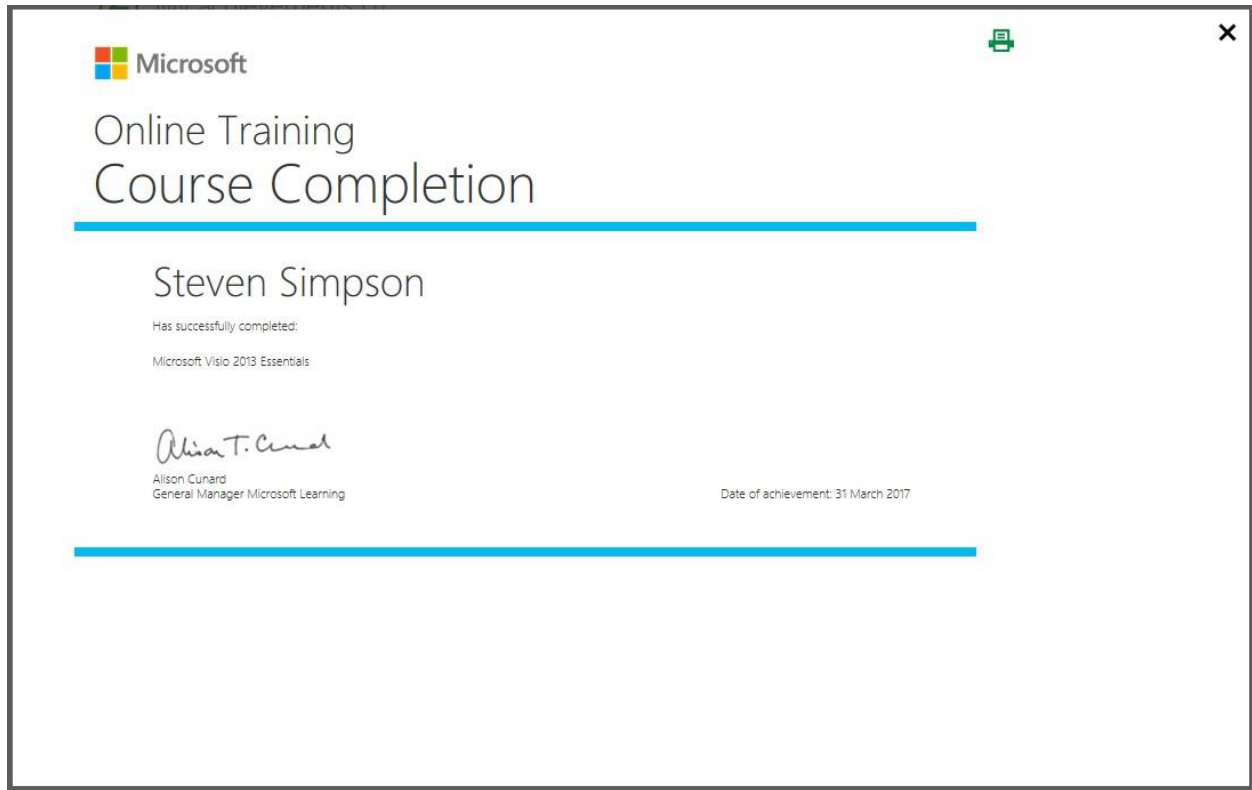 Microsoft
Online Training
Course Completion
Steven Simpson
Has successfully completed:
Microsoft Visio 2013 Essentials
Alison T. Cunard
Alison Cunard
General Manager Microsoft Learning
Date of achievement: 31 March 2017